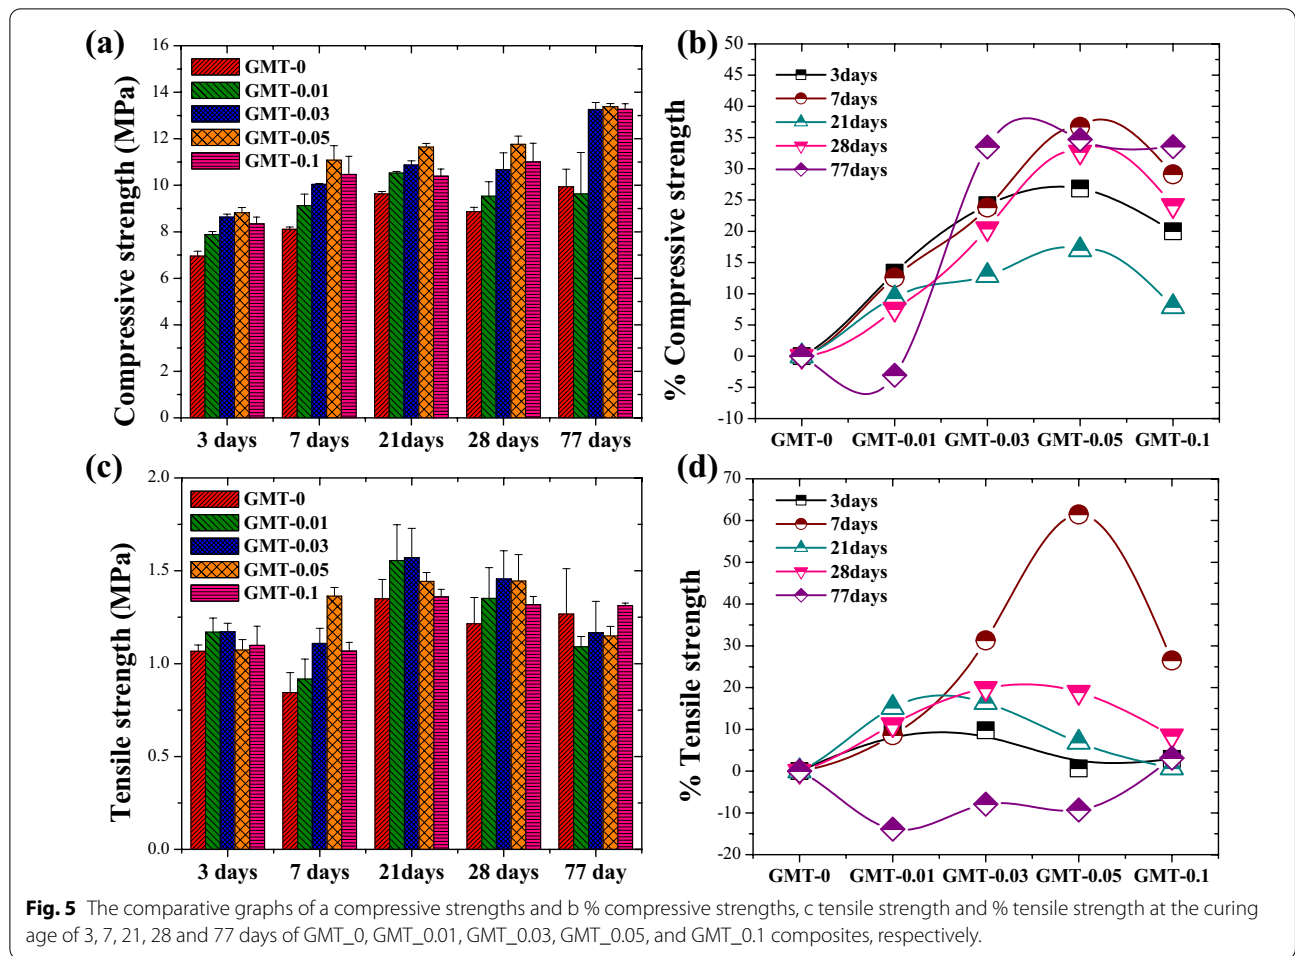 (a)
Compressive strength (MPa)
16
14
12
10
8
6
4
2
0
GMT-0
GMT-0.01
GMT-0.03
GMT-0.05
GMT-0.1
3 days 7 days 21days 28 days 77 days
(b)
% Compressive strength
50
45
40
35
30
25
20
15
10
5
0
-5
-10
3days
7days
21days
28days
77days
GMT-0 GMT-0.01 GMT-0.03 GMT-0.05 GMT-0.1
(c)
Tensile strength (MPa)
2.0
1.5
1.0
0.5
0.0
GMT-0
GMT-0.01
GMT-0.03
GMT-0.05
GMT-0.1
3 days 7 days 21days 28 days 77 day
(d)
% Tensile strength
70
60
50
40
30
20
10
0
-10
-20
3days
7days
21days
28days
77days
GMT-0 GMT-0.01 GMT-0.03 GMT-0.05 GMT-0.1
Fig. 5 The comparative graphs of a compressive strengths and b % compressive strengths, c tensile strength and % tensile strength at the curing
age of 3, 7, 21, 28 and 77 days of GMT_0, GMT_0.01, GMT_0.03, GMT_0.05, and GMT_0.1 composites, respectively.